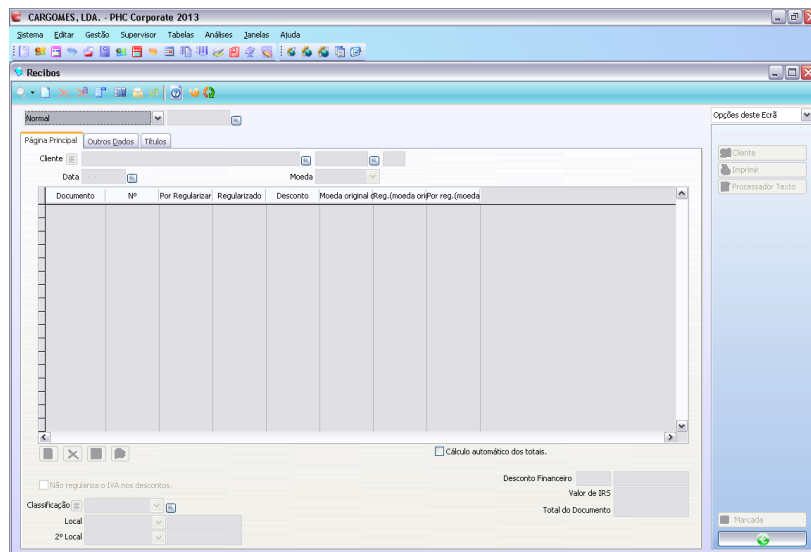 CARGOMES, LDA. - PHC Corporate 2013
Sistema Editar Gestão Supervisor Tabelas Análises Janelas Ajuda
Recibos
Normal
Opções deste Ecrã
Página Principal Outros Dados Títulos
Cliente
Data - - Moeda
Documento Nº Por Regularizar Regularizado Desconto Moeda original (Reg.(moeda ori Por reg.(moeda
Cliente
Imprimir
Processador Texto
Cálculo automático dos totais.
Não regulariza o IVA nos descontos.
Desconto Financeiro
Valor de IRS
Total do Documento
Classificação
Local
2º Local
Marcada